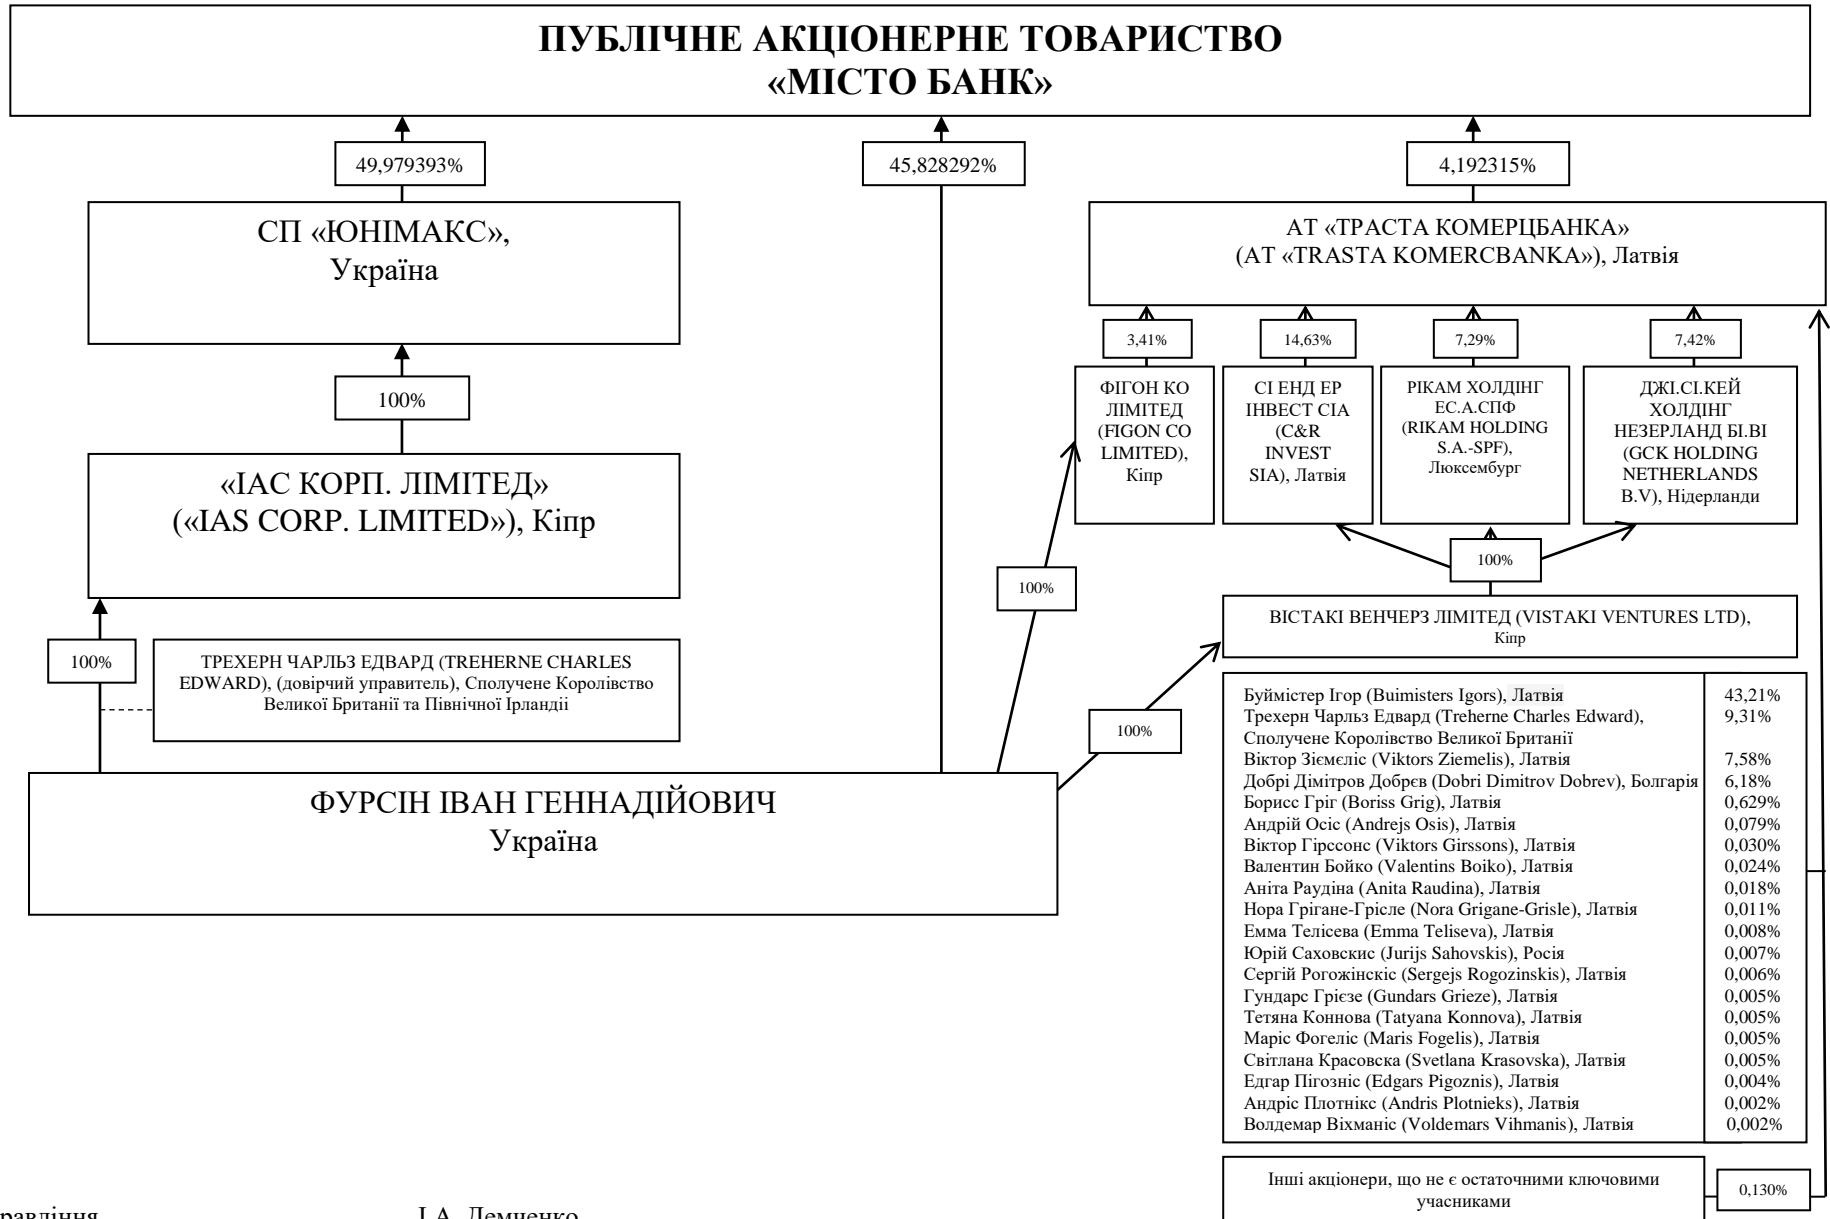 ПУБЛІЧНЕ АКЦІОНЕРНЕ ТОВАРИСТВО
«МІСТО БАНК»
49,979393%
45,828292%
4,192315%
СП «ЮНІМАКС»,
Україна
АТ «ТРАСТА КОМЕРЦБАНКА»
(АТ «TRASTA KOMERCBANKA»), Латвія
3,41%
14,63%
7,29%
7,42%
100%
ФІГОН КО
ЛІМІТЕД
(FIGON CO
LIMITED),
Кіпр
СІ ЕНД ЕР
ІНВЕСТ СІА
(C&R
INVEST
SIA), Латвія
РІКАМ ХОЛДІНГ
ЕС.А.СПФ
(RIKAM HOLDING
S.A.-SPF),
Люксембург
ДЖІ.СІ.КЕЙ
ХОЛДІНГ
НЕЗЕРЛАНД БІ.ВІ
(GCK HOLDING
NETHERLANDS
B.V), Нідерланди
«ІАС КОРП. ЛІМІТЕД»
(«IAS CORP. LIMITED»), Кіпр
100%
100%
ВІСТАКІ ВЕНЧЕРЗ ЛІМІТЕД (VISTAKI VENTURES LTD),
Кіпр
100%
ТРЕХЕРН ЧАРЛЬЗ ЕДВАРД (TREHERNE CHARLES
EDWARD), (довірчий управитель), Сполучене Королівство
Великої Британії та Північної Ірландії
100%
ФУРСІН ІВАН ГЕННАДІЙОВИЧ
Україна
Буймістер Ігор (Buimisters Igors), Латвія 43,21%
Трехерн Чарльз Едвард (Treherne Charles Edward), 9,31%
Сполучене Королівство Великої Британії
Віктор Зіємєліс (Viktors Ziemelis), Латвія 7,58%
Добрі Дімітров Добрєв (Dobri Dimitrov Dobrev), Болгарія 6,18%
Борисс Гріг (Boriss Grig), Латвія 0,629%
Андрій Осіс (Andrejs Osis), Латвія 0,079%
Віктор Гірссонс (Viktors Girssons), Латвія 0,030%
Валентин Бойко (Valentins Boiko), Латвія 0,024%
Аніта Раудіна (Anita Raudina), Латвія 0,018%
Нора Грігане-Грісле (Nora Grigane-Grisle), Латвія 0,011%
Емма Телісева (Emma Teliseva), Латвія 0,008%
Юрій Саховскис (Jurijs Sahovskis), Росія 0,007%
Сергій Рогожінскіс (Sergejs Rogozinskis), Латвія 0,006%
Гундарс Грієзе (Gundars Grieze), Латвія 0,005%
Тетяна Коннова (Tatyana Konnova), Латвія 0,005%
Маріс Фогеліс (Maris Fogelis), Латвія 0,005%
Світлана Красовска (Svetlana Krasovska), Латвія 0,005%
Едгар Пігозніс (Edgars Pigoznis), Латвія 0,004%
Андріс Плотнікс (Andris Plotnieks), Латвія 0,002%
Волдемар Віхманіс (Voldemars Vihmanis), Латвія 0,002%
Інші акціонери, що не є остаточними ключовими
учасниками
0,130%
равління І.А. Демченко